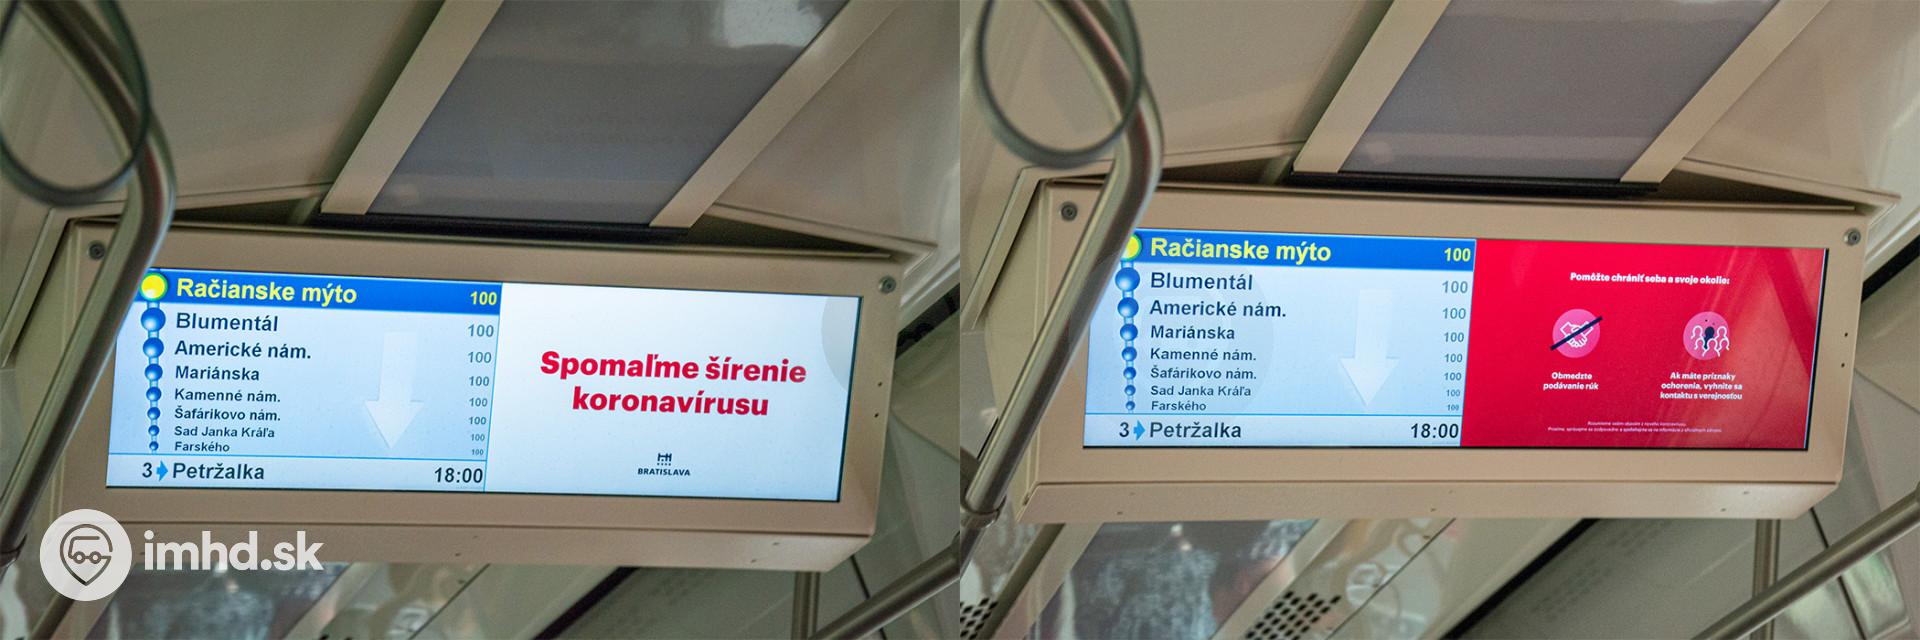 Račianske mýto 100
Blumentál 100
Americké nám. 100
Mariánska 100
Kamenné nám. 100
Šafárikovo nám. 100
Sad Janka Kráľa 100
Farského 100
3 Petržalka 18:00
Spomaľme šírenie
koronavírusu
BRATISLAVA
imhd.sk
Račianske mýto 100
Blumentál 100
Americké nám. 100
Mariánska 100
Kamenné nám. 100
Šafárikovo nám. 100
Sad Janka Kráľa 100
Farského 100
3 Petržalka 18:00
Pomôžte chrániť seba a svoje okolie:
Obmedzte
podávanie rúk
Ak máte príznaky
ochorenia, vyhnite sa
kontaktu s verejnosťou